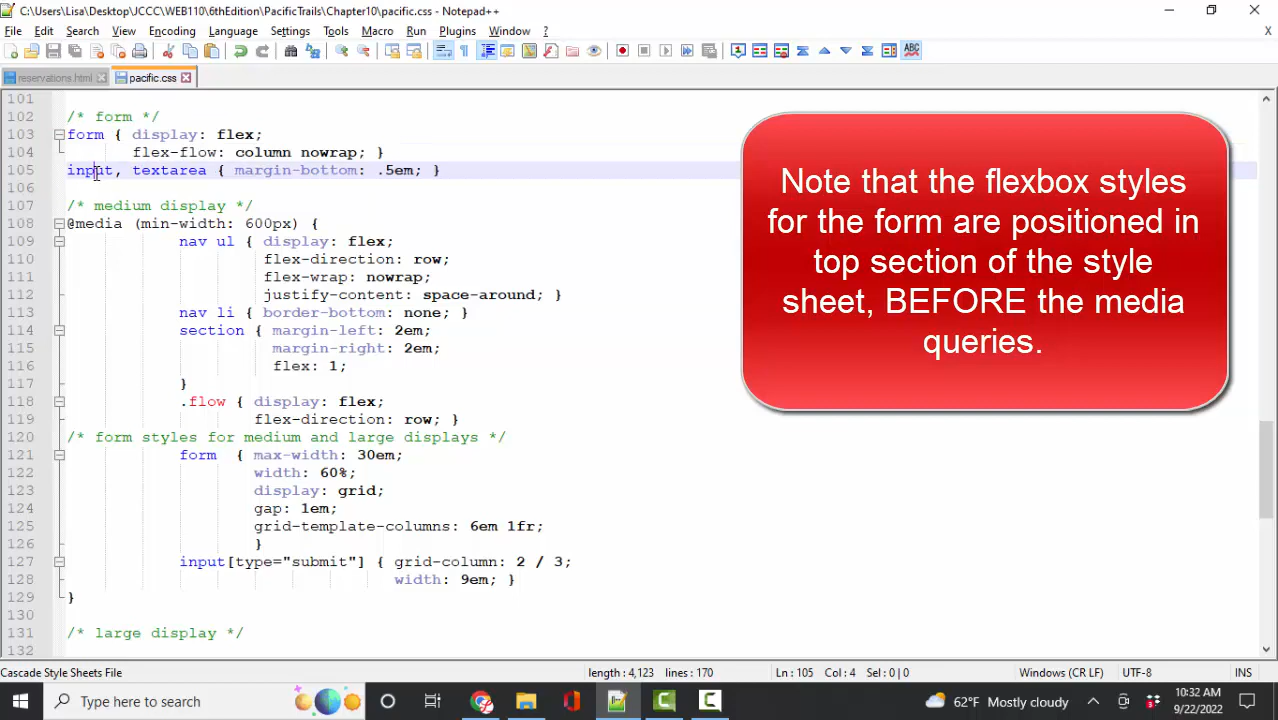 C:\Users\Lisa\Desktop\JCCC\WEB110\6thEdition\PacificTrails\Chapter10\pacific.css - Notepad++
File Edit Search View Encoding Language Settings Tools Macro Run Plugins Window ? X
reservations.html pacific.css
101
102 /* form */
103 form { display: flex;
104 flex-flow: column nowrap; }
105 input, textarea { margin-bottom: .5em; }
106
107 /* medium display */
108 @media (min-width: 600px) {
109 nav ul { display: flex;
110 flex-direction: row;
111 flex-wrap: nowrap;
112 justify-content: space-around; }
113 nav li { border-bottom: none; }
114 section { margin-left: 2em;
115 margin-right: 2em;
116 flex: 1;
117 }
118 .flow { display: flex;
119 flex-direction: row; }
120 /* form styles for medium and large displays */
121 form { max-width: 30em;
122 width: 60%;
123 display: grid;
124 gap: 1em;
125 grid-template-columns: 6em 1fr;
126 }
127 input[type="submit"] { grid-column: 2 / 3;
128 width: 9em; }
129 }
130
131 /* large display */
132
Note that the flexbox styles
for the form are positioned in
top section of the style
sheet, BEFORE the media
queries.
Cascade Style Sheets File length : 4,123 lines : 170 Ln : 105 Col : 4 Sel : 0 | 0 Windows (CR LF) UTF-8 INS
Type here to search 62°F Mostly cloudy 10:32 AM
9/22/2022